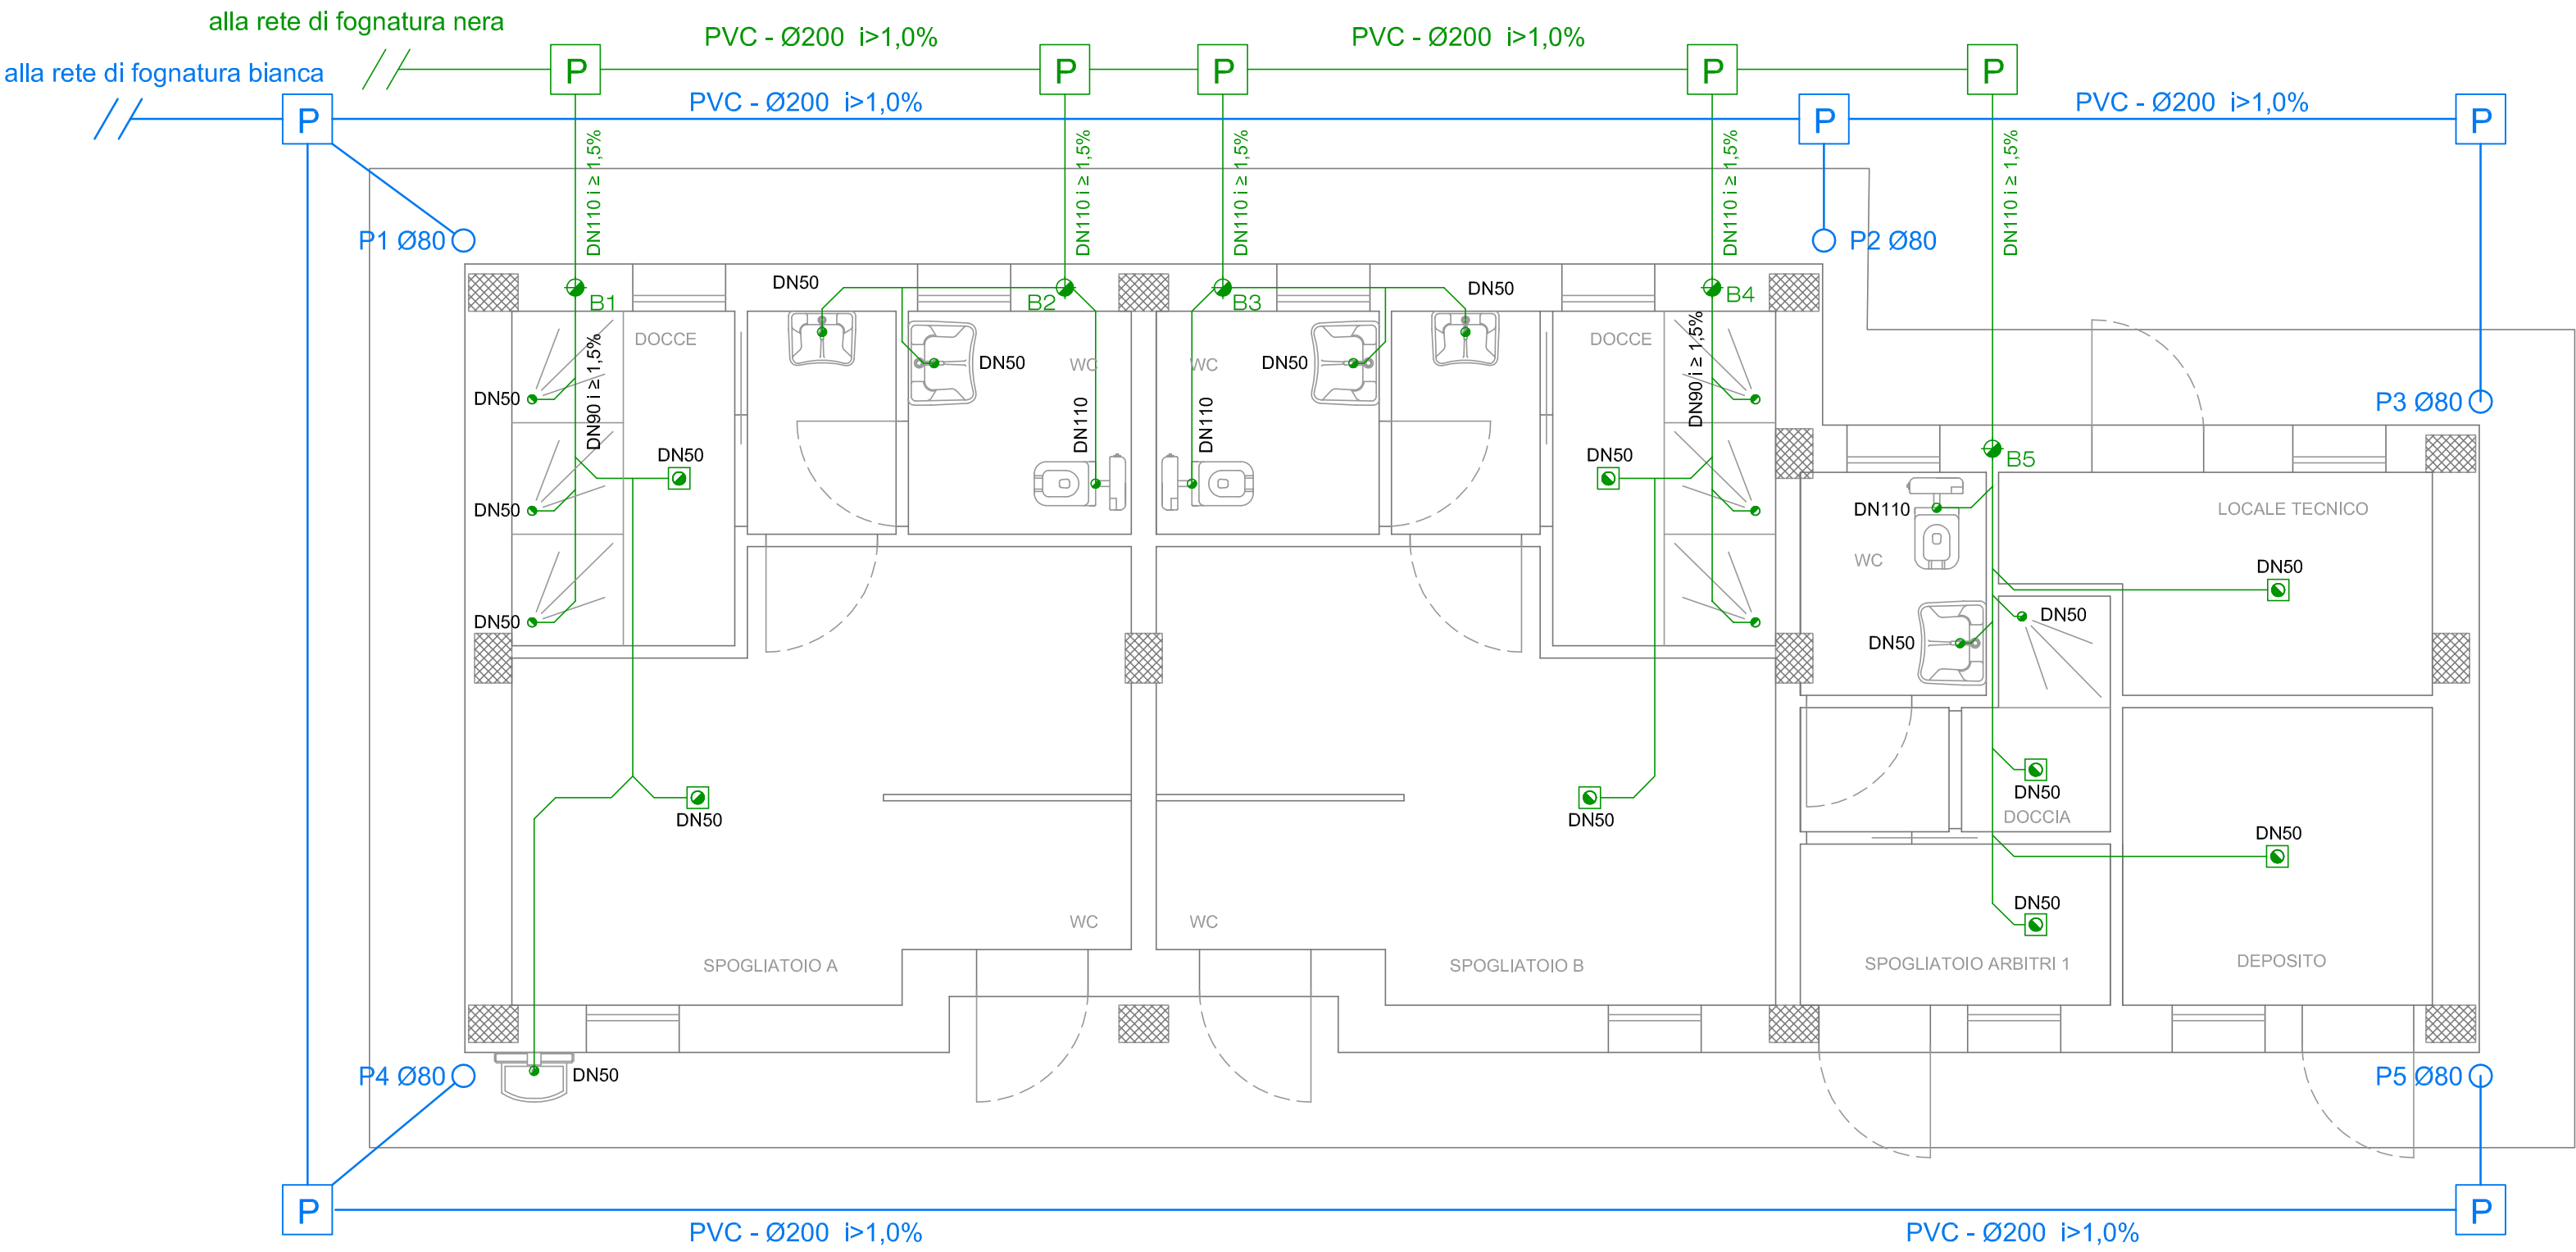 alla rete di fognatura nera
PVC - Ø200 i>1,0%
PVC - Ø200 i>1,0%
P
P
P
P
P
alla rete di fognatura bianca
PVC - Ø200 i>1,0%
PVC - Ø200 i>1,0%
P
P
P
DN110 i ≥ 1,5%
DN110 i ≥ 1,5%
DN110 i ≥ 1,5%
DN110 i ≥ 1,5%
DN110 i ≥ 1,5%
P1 Ø80
P2 Ø80
DN50
DN50
B1
B2
B3
B4
DOCCE
DN90 i ≥ 1,5%
DN50
WC
WC
DN50
DOCCE
DN90 i ≥ 1,5%
DN50
DN110
DN110
P3 Ø80
DN50
DN50
B5
DN50
DN110
LOCALE TECNICO
WC
DN50
DN50
DN50
DN50
DN50
DN50
DN50
DN50
DOCCIA
DN50
DN50
WC
WC
SPOGLIATOIO A
SPOGLIATOIO B
SPOGLIATOIO ARBITRI 1
DEPOSITO
P4 Ø80
DN50
P5 Ø80
P
P
PVC - Ø200 i>1,0%
PVC - Ø200 i>1,0%